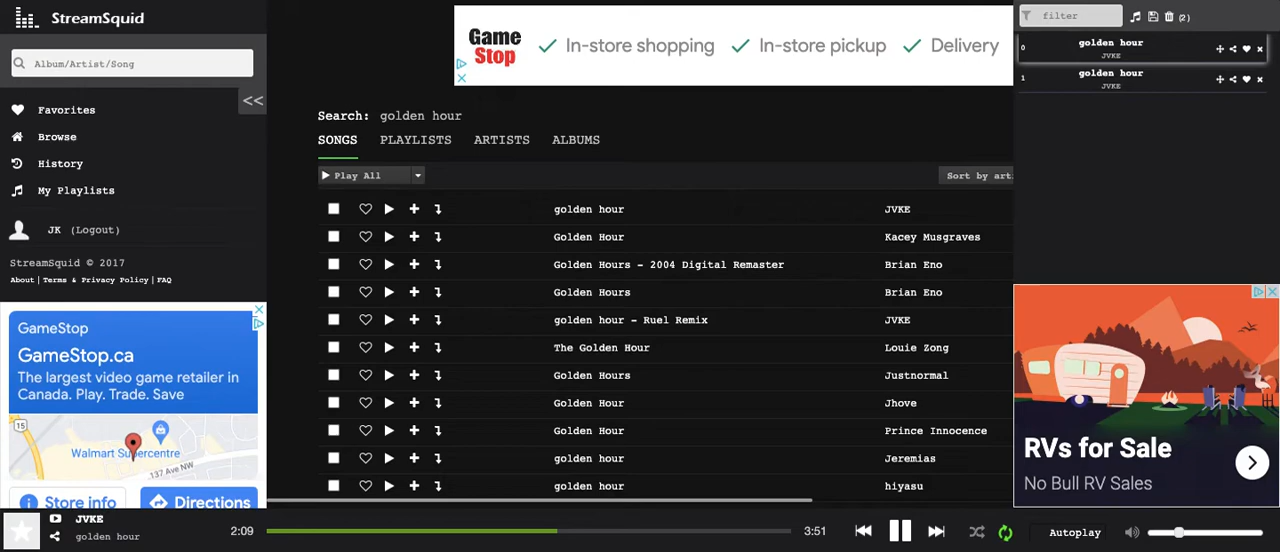 StreamSquid
Album/Artist/Song
<<
Favorites
Browse
History
My Playlists
JK (Logout)
StreamSquid © 2017
About | Terms & Privacy Policy | FAQ
GameStop
GameStop.ca
The largest video game retailer in
Canada. Play. Trade. Save
15
Walmart Supercentre
137 Ave NW
Store info
Directions
Game
Stop
In-store shopping
In-store pickup
Delivery
Search: golden hour
SONGS PLAYLISTS ARTISTS ALBUMS
Play All
Sort by art
golden hour JVKE
Golden Hour Kacey Musgraves
Golden Hours - 2004 Digital Remaster Brian Eno
Golden Hours Brian Eno
golden hour - Ruel Remix JVKE
The Golden Hour Louie Zong
Golden Hours Justnormal
Golden Hour Jhove
Golden Hour Prince Innocence
golden hour Jeremias
golden hour hiyasu
filter
(2)
0 golden hour
JVKE
1 golden hour
JVKE
RVs for Sale
No Bull RV Sales
JVKE
golden hour
2:09
3:51
Autoplay